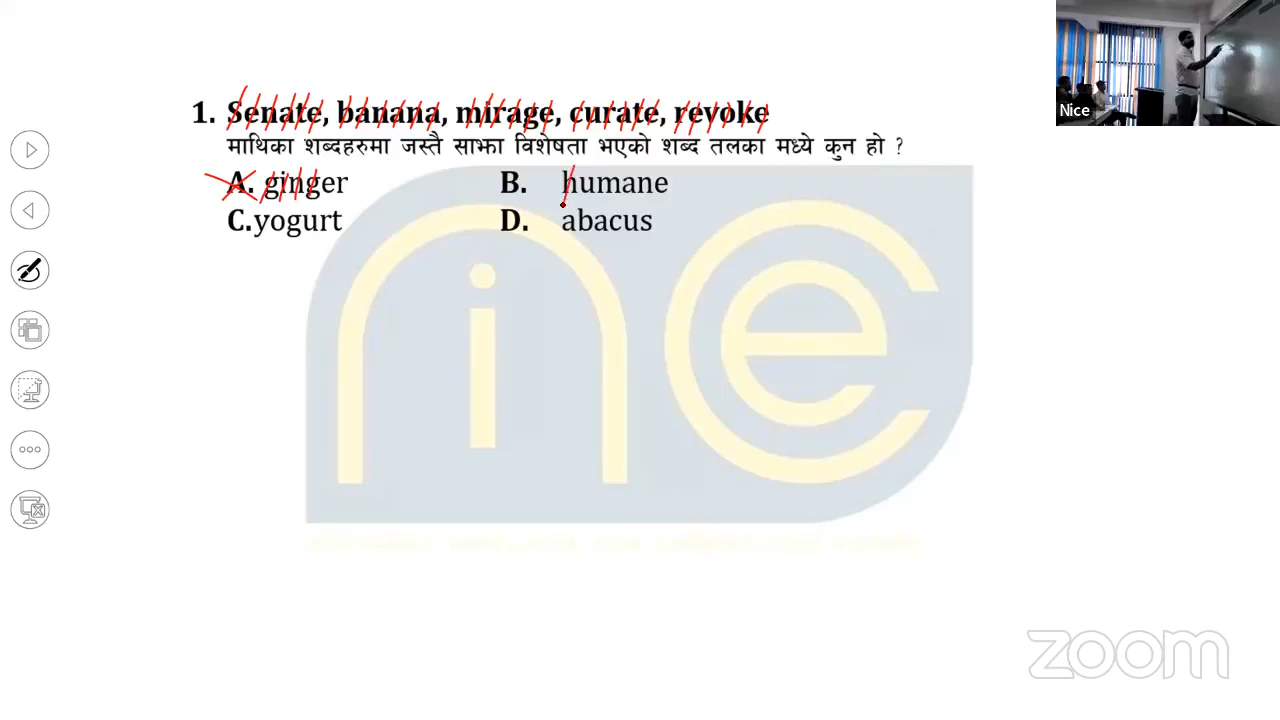 Nice
1. Senate, banana, mirage, curate, revoke
माथिका शब्दहरुमा जस्तै साझा विशेषता भएको शब्द तलका मध्ये कुन हो ?
A. ginger B. humane
C. yogurt D. abacus
nice
zoom